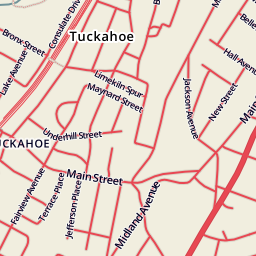 Consulate Drive
Bronx Street
Tuckahoe
Lake Avenue
Limekiln Spur
Maynard Street
Jackson Avenue
Hall Avenue
New Street
Underhill Street
Main Street
Fairview Avenue
Terrace Place
Jefferson Place
Midland Avenue